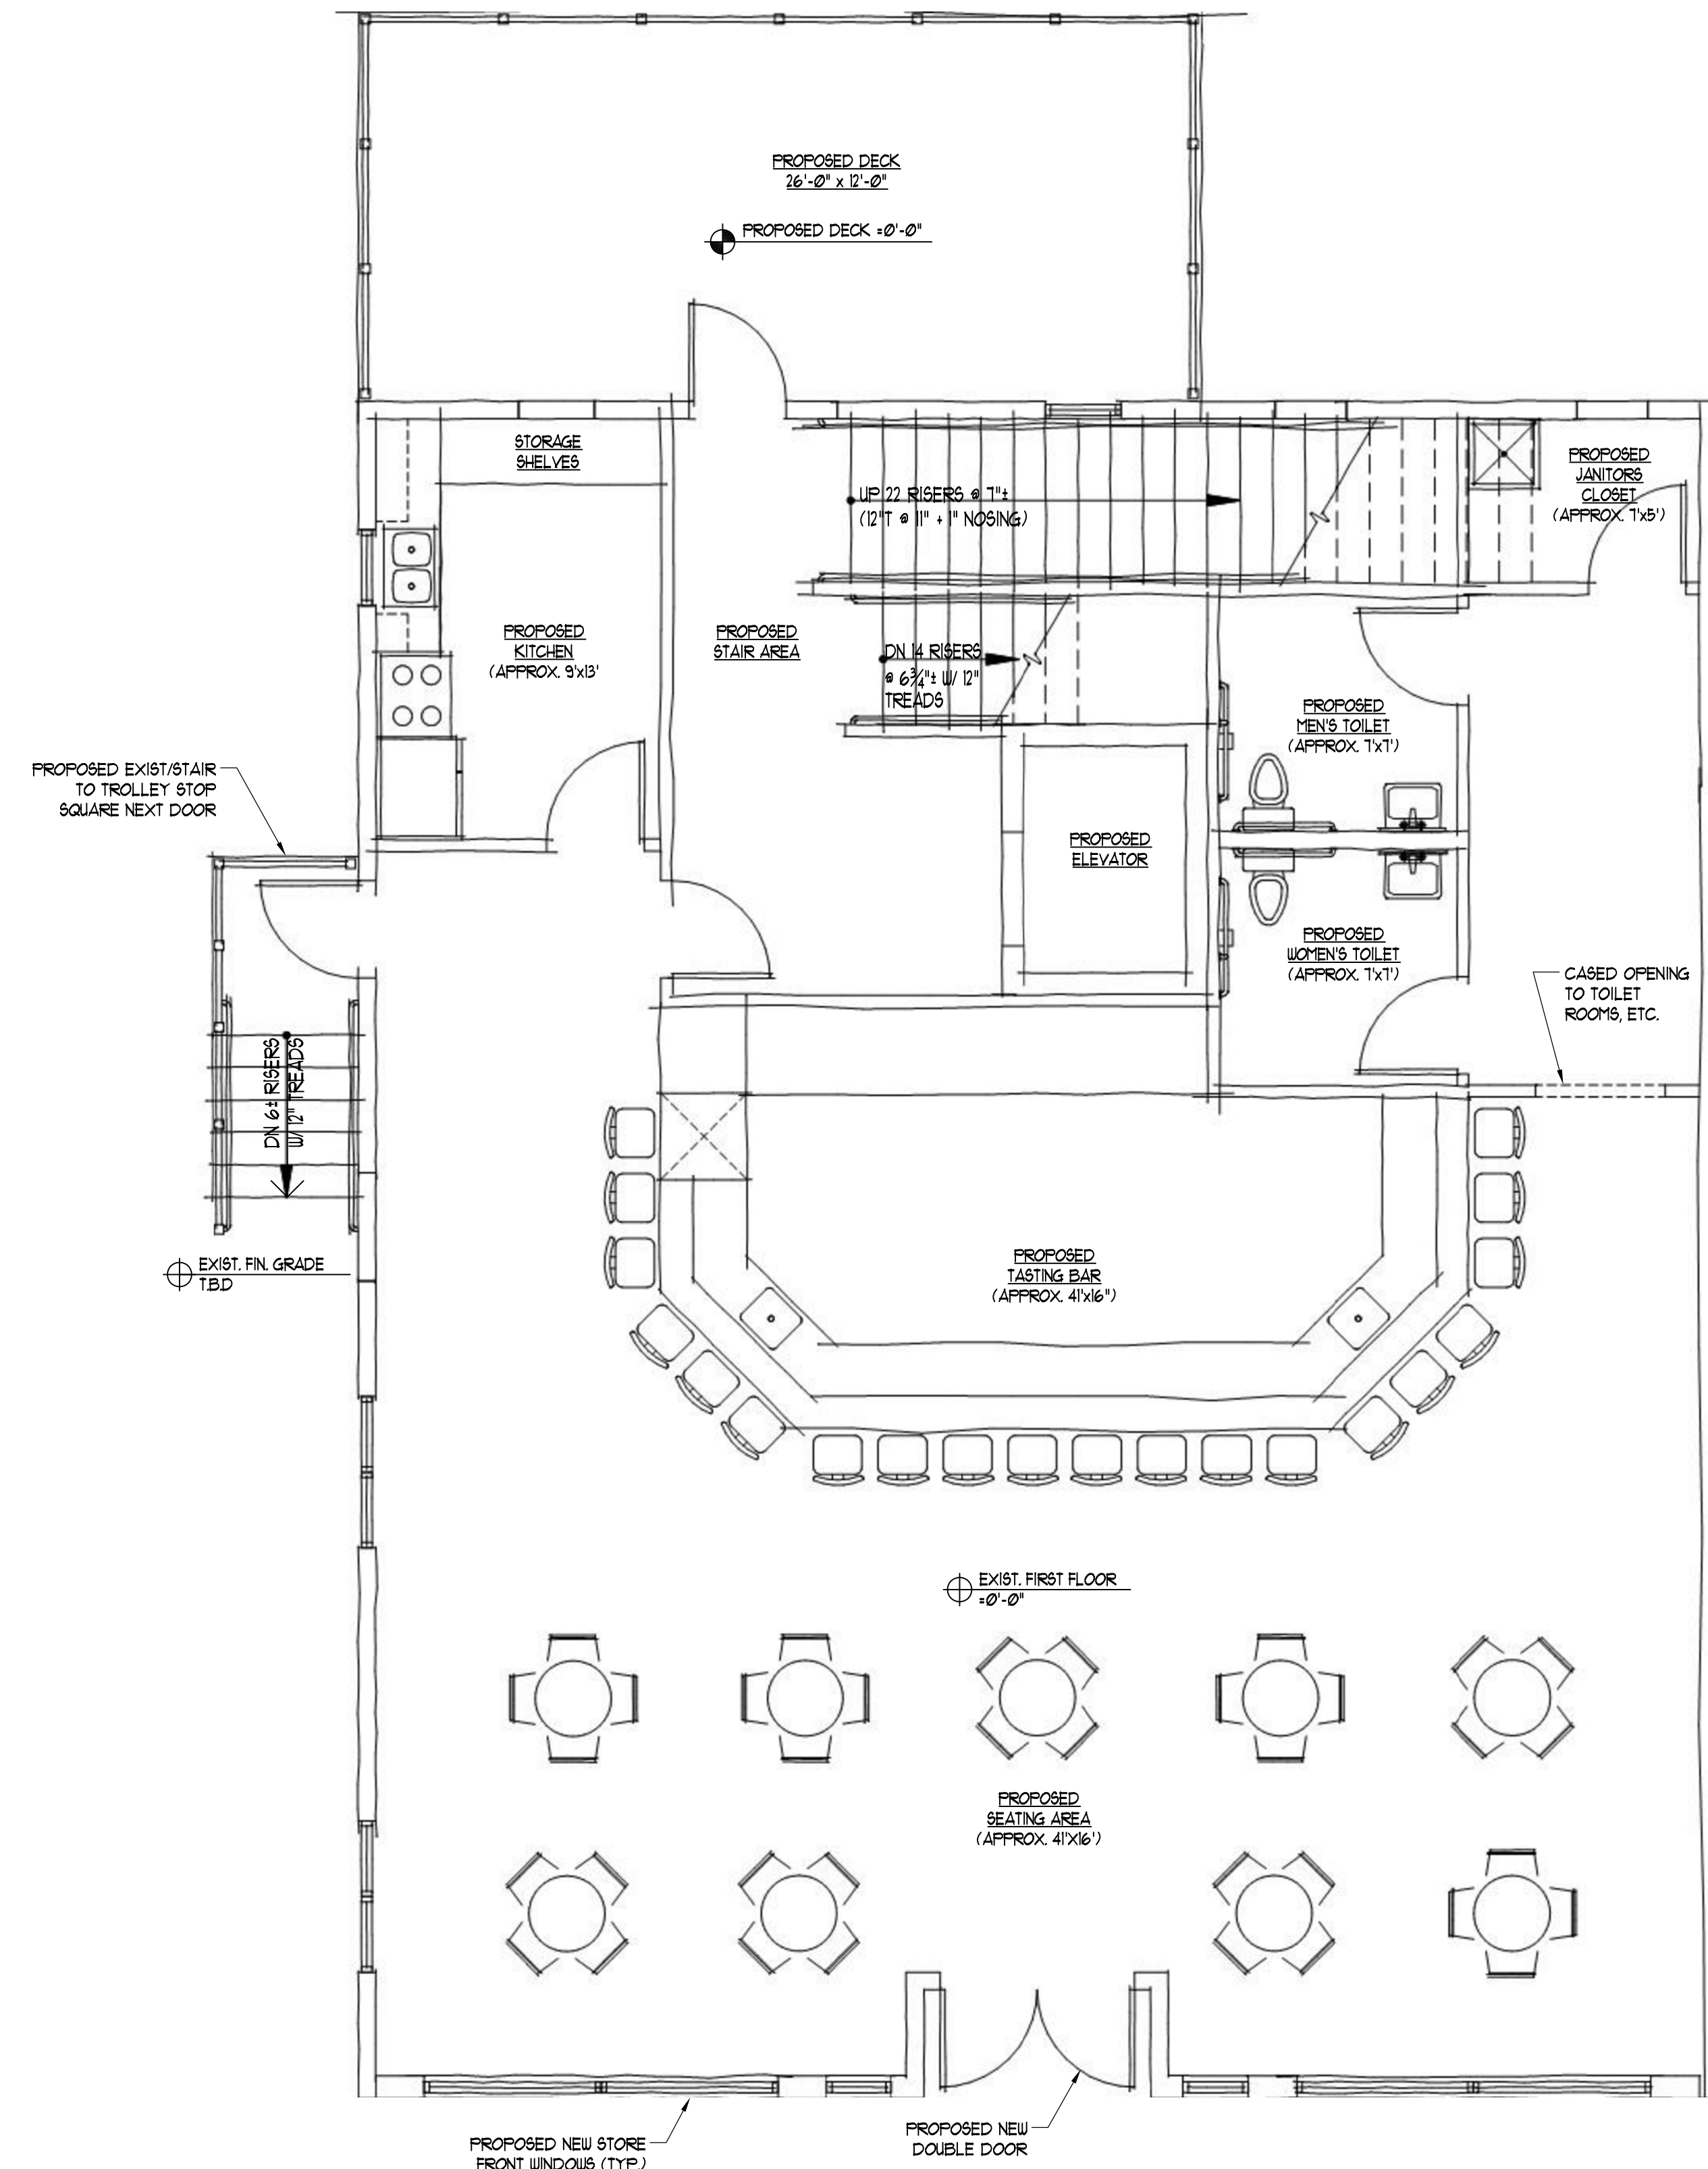 PROPOSED DECK
26'-0" x 12'-0"
PROPOSED DECK =0'-0"
STORAGE
SHELVES
PROPOSED
JANITORS
CLOSET
(APPROX. 7'x5')
UP 22 RISERS @ 7"±
(12"T @ 11" + 1" NOSING)
PROPOSED
KITCHEN
(APPROX. 9'x13'
PROPOSED
STAIR AREA
DN 14 RISERS
@ 6¾"± W/ 12"
TREADS
PROPOSED
MEN'S TOILET
(APPROX. 7'x7')
PROPOSED EXIST/STAIR
TO TROLLEY STOP
SQUARE NEXT DOOR
PROPOSED
ELEVATOR
PROPOSED
WOMEN'S TOILET
(APPROX. 7'x7')
CASED OPENING
TO TOILET
ROOMS, ETC.
DN 6± RISERS
W/ 12" TREADS
EXIST. FIN. GRADE
T.B.D
PROPOSED
TASTING BAR
(APPROX. 41'x16")
EXIST. FIRST FLOOR
=0'-0"
PROPOSED
SEATING AREA
(APPROX. 41'X16')
PROPOSED NEW STORE
FRONT WINDOWS (TYP.)
PROPOSED NEW
DOUBLE DOOR